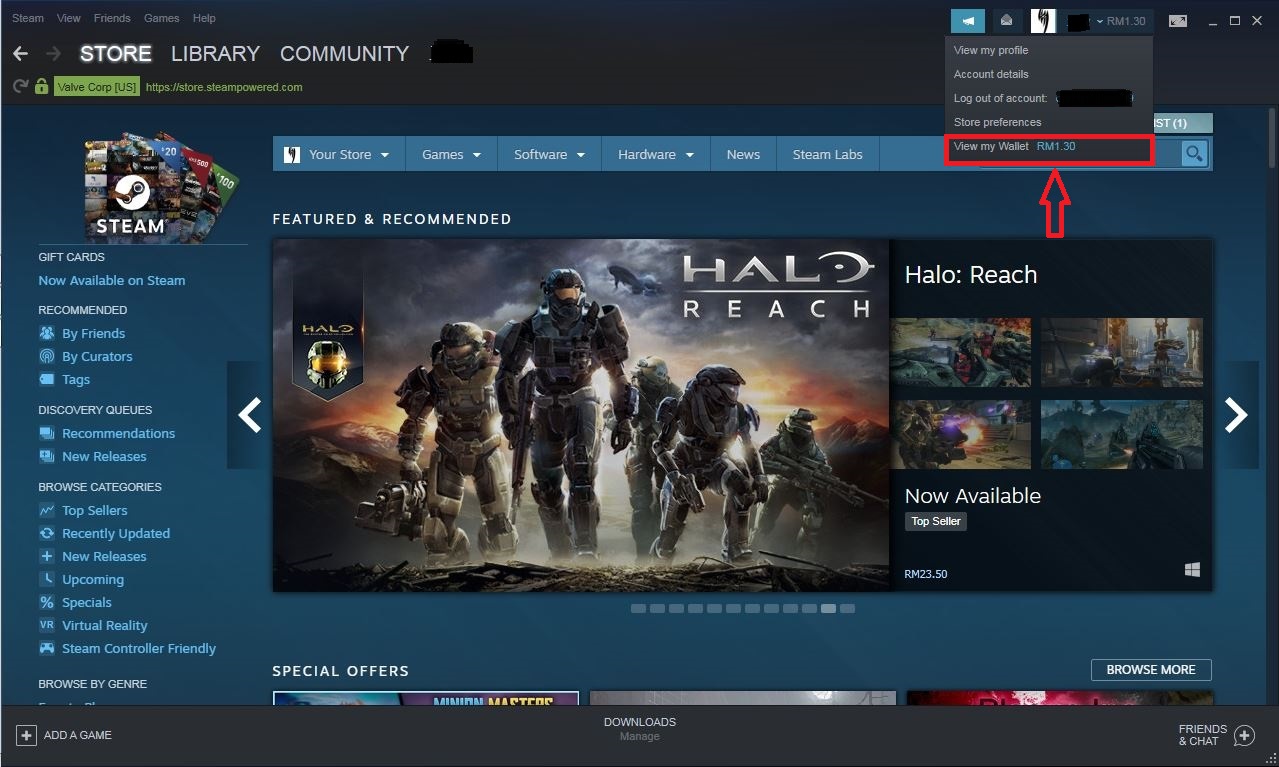 Steam View Friends Games Help
RM1.30
STORE LIBRARY COMMUNITY
Valve Corp [US] https://store.steampowered.com
View my profile
Account details
Log out of account:
Store preferences
View my Wallet RM1.30
IST (1)
Your Store Games Software Hardware News Steam Labs
$20
$100
STEAM
GIFT CARDS
Now Available on Steam
RECOMMENDED
By Friends
By Curators
Tags
DISCOVERY QUEUES
Recommendations
New Releases
BROWSE CATEGORIES
Top Sellers
Recently Updated
New Releases
Upcoming
Specials
VR Virtual Reality
Steam Controller Friendly
BROWSE BY GENRE
FEATURED & RECOMMENDED
HALO
HALO
REACH
Halo: Reach
Now Available
Top Seller
RM23.50
SPECIAL OFFERS
BROWSE MORE
MINION MASTERS
ADD A GAME
DOWNLOADS
Manage
FRIENDS
& CHAT